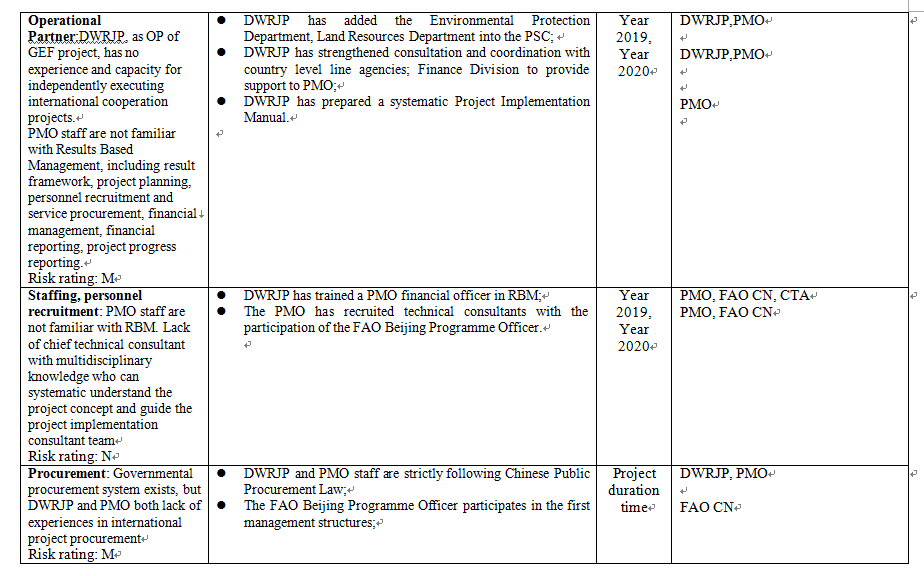 Operational
Partner:DWRJP, as OP of
GEF project, has no
experience and capacity for
independently executing
international cooperation
projects.
PMO staff are not familiar
with Results Based
Management, including result
framework, project planning,
personnel recruitment and
service procurement, financial
management, financial
reporting, project progress
reporting.
Risk rating: M
● DWRJP has added the Environmental Protection
Department, Land Resources Department into the PSC;
● DWRJP has strengthened consultation and coordination with
country level line agencies; Finance Division to provide
support to PMO;
● DWRJP has prepared a systematic Project Implementation
Manual.
Year
2019,
Year
2020
DWRJP,PMO
DWRJP,PMO
PMO
Staffing, personnel
recruitment: PMO staff are
not familiar with RBM. Lack
of chief technical consultant
with multidisciplinary
knowledge who can
systematic understand the
project concept and guide the
project implementation
consultant team
Risk rating: N
● DWRJP has trained a PMO financial officer in RBM;
● The PMO has recruited technical consultants with the
participation of the FAO Beijing Programme Officer.
Year
2019,
Year
2020
PMO, FAO CN, CTA
PMO, FAO CN
Procurement: Governmental
procurement system exists, but
DWRJP and PMO both lack of
experiences in international
project procurement
Risk rating: M
● DWRJP and PMO staff are strictly following Chinese Public
Procurement Law;
● The FAO Beijing Programme Officer participates in the first
management structures;
Project
duration
time
DWRJP, PMO
FAO CN